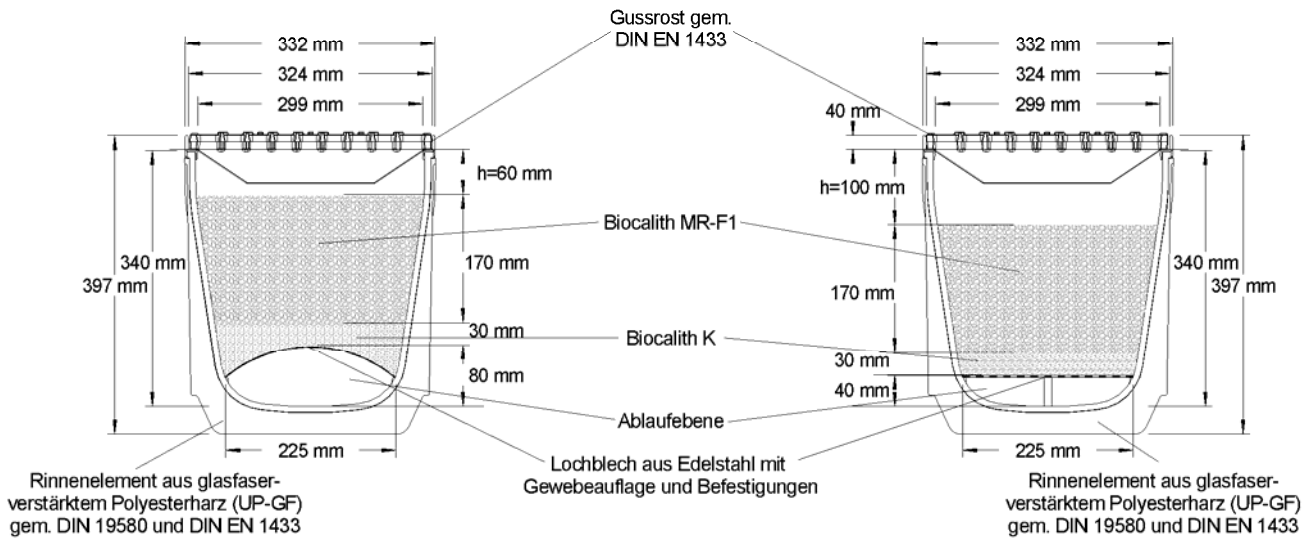 Gussrost gem.
DIN EN 1433
332 mm
324 mm
299 mm
h=60 mm
340 mm
397 mm
170 mm
30 mm
80 mm
225 mm
332 mm
324 mm
299 mm
40 mm
h=100 mm
170 mm
340 mm
397 mm
30 mm
40 mm
225 mm
Biocalith MR-F1
Biocalith K
Ablaufebene
Lochblech aus Edelstahl mit
Gewebeauflage und Befestigungen
Rinnenelement aus glasfaser-
verstärktem Polyesterharz (UP-GF)
gem. DIN 19580 und DIN EN 1433
Rinnenelement aus glasfaser-
verstärktem Polyesterharz (UP-GF)
gem. DIN 19580 und DIN EN 1433